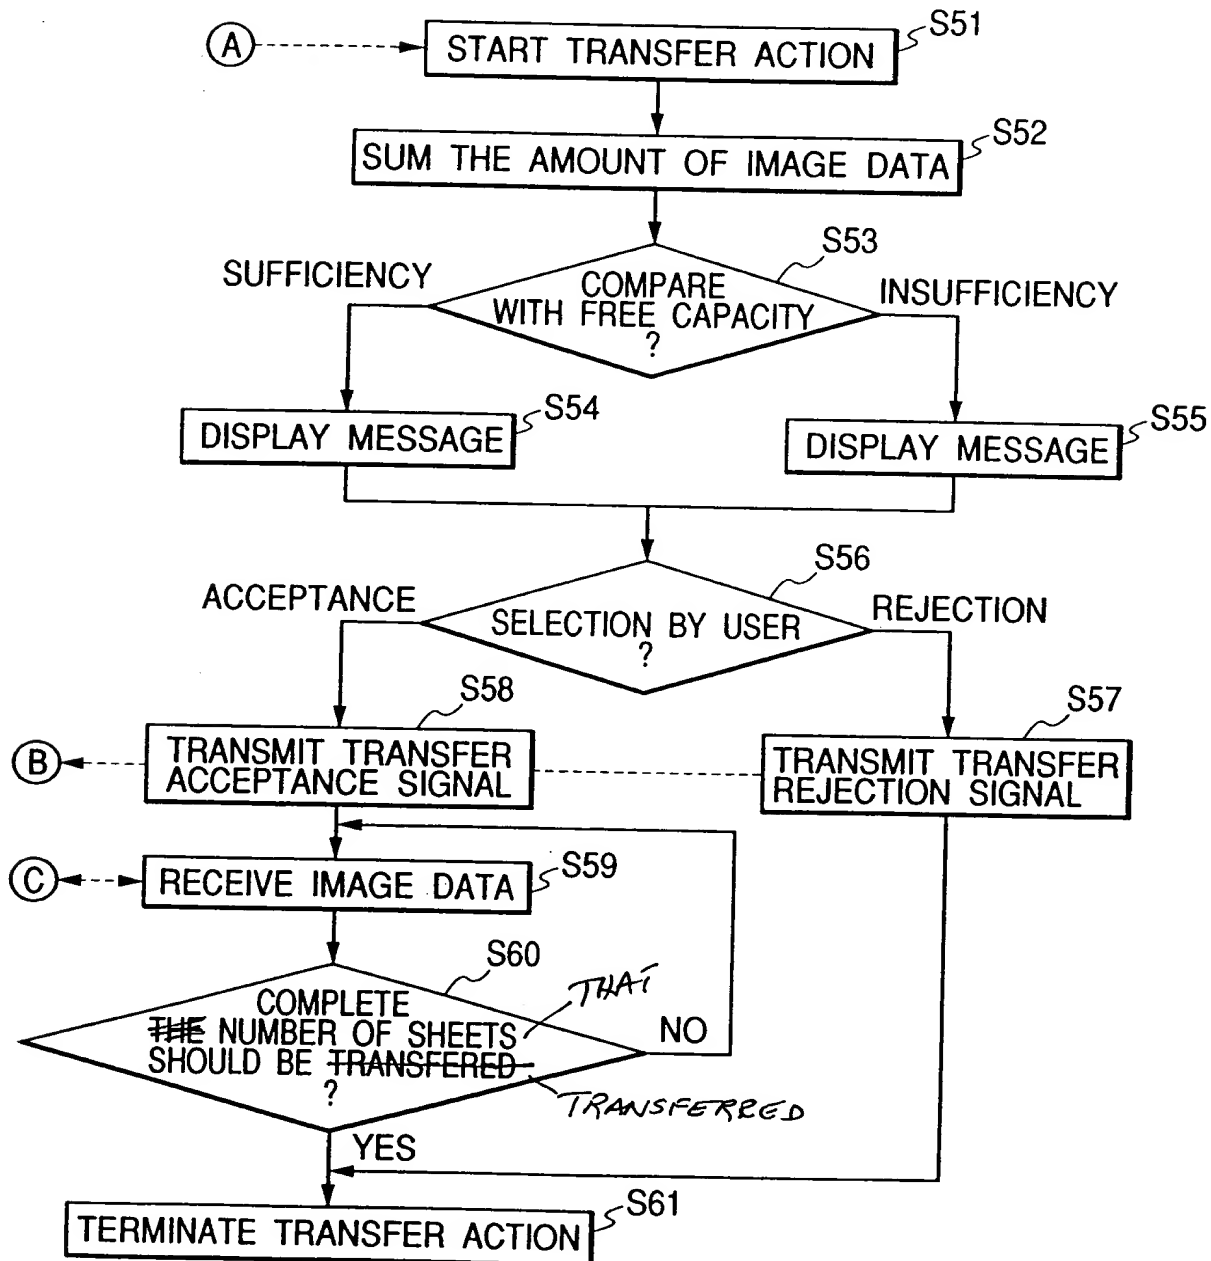 A
START TRANSFER ACTION
S51
SUM THE AMOUNT OF IMAGE DATA
S52
SUFFICIENCY
COMPARE
WITH FREE CAPACITY
?
S53
INSUFFICIENCY
DISPLAY MESSAGE
S54
DISPLAY MESSAGE
S55
ACCEPTANCE
SELECTION BY USER
?
S56
REJECTION
B
TRANSMIT TRANSFER
ACCEPTANCE SIGNAL
S58
TRANSMIT TRANSFER
REJECTION SIGNAL
S57
C
RECEIVE IMAGE DATA
S59
S60
COMPLETE
THE NUMBER OF SHEETS
THAT
SHOULD BE TRANSFERED
?
TRANSFERRED
NO
YES
TERMINATE TRANSFER ACTION
S61